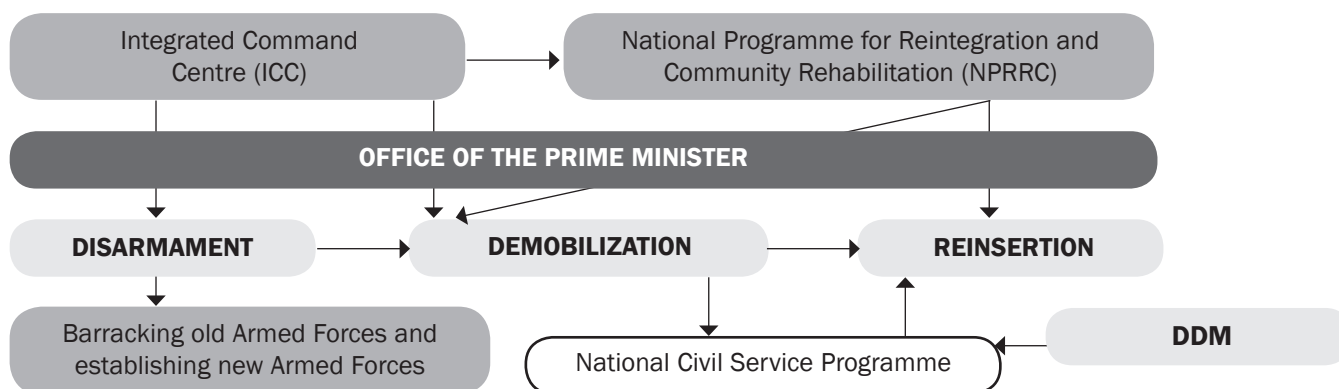 Integrated Command
Centre (ICC)
National Programme for Reintegration and
Community Rehabilitation (NPRRC)
OFFICE OF THE PRIME MINISTER
DISARMAMENT
DEMOBILIZATION
REINSERTION
Barracking old Armed Forces and
establishing new Armed Forces
National Civil Service Programme
DDM